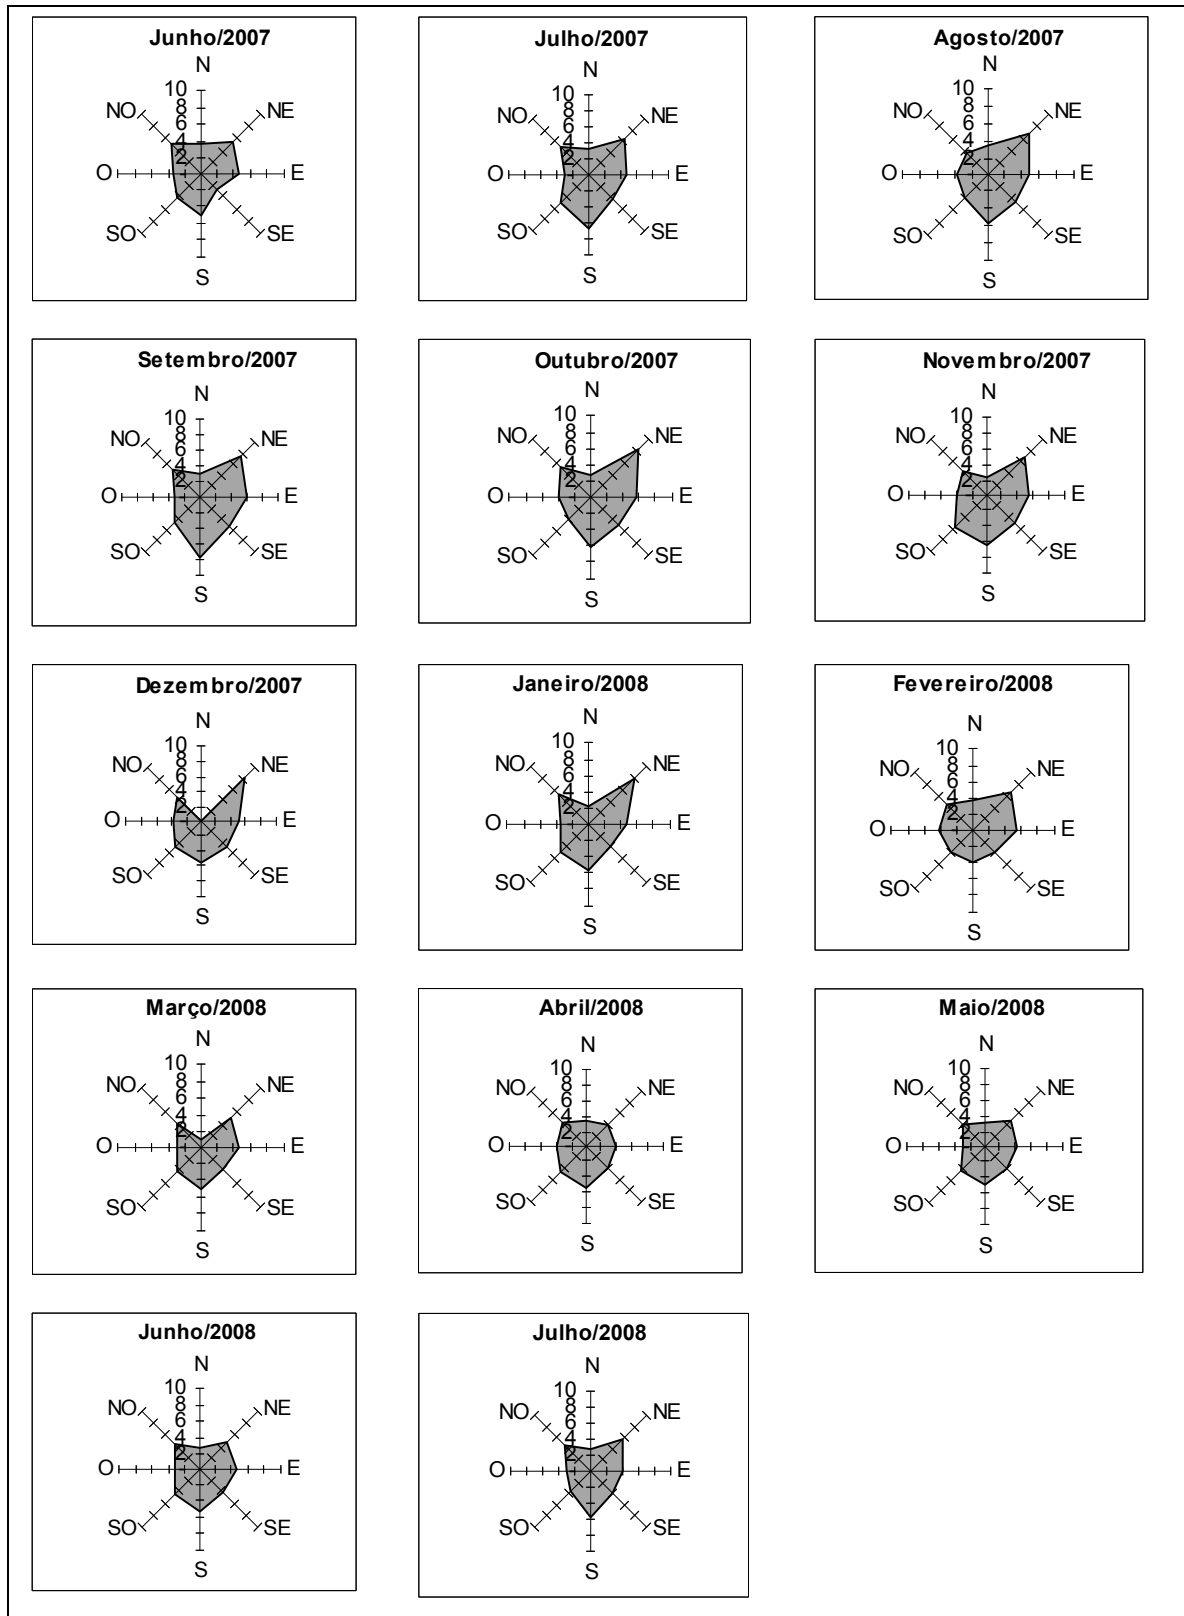 Junho/2007
N
10
8
6
4
2
NO
NE
O
E
SO
SE
S
Julho/2007
N
10
8
6
4
2
NO
NE
O
E
SO
SE
S
Agosto/2007
N
10
8
6
4
2
NO
NE
O
E
SO
SE
S
Setembro/2007
N
10
8
6
4
2
NO
NE
O
E
SO
SE
S
Outubro/2007
N
10
8
6
4
2
NO
NE
O
E
SO
SE
S
Novembro/2007
N
10
8
6
4
2
NO
NE
O
E
SO
SE
S
Dezembro/2007
N
10
8
6
4
2
NO
NE
O
E
SO
SE
S
Janeiro/2008
N
10
8
6
4
2
NO
NE
O
E
SO
SE
S
Fevereiro/2008
N
10
8
6
4
2
NO
NE
O
E
SO
SE
S
Março/2008
N
10
8
6
4
2
NO
NE
O
E
SO
SE
S
Abril/2008
N
10
8
6
4
2
NO
NE
O
E
SO
SE
S
Maio/2008
N
10
8
6
4
2
NO
NE
O
E
SO
SE
S
Junho/2008
N
10
8
6
4
2
NO
NE
O
E
SO
SE
S
Julho/2008
N
10
8
6
4
2
NO
NE
O
E
SO
SE
S